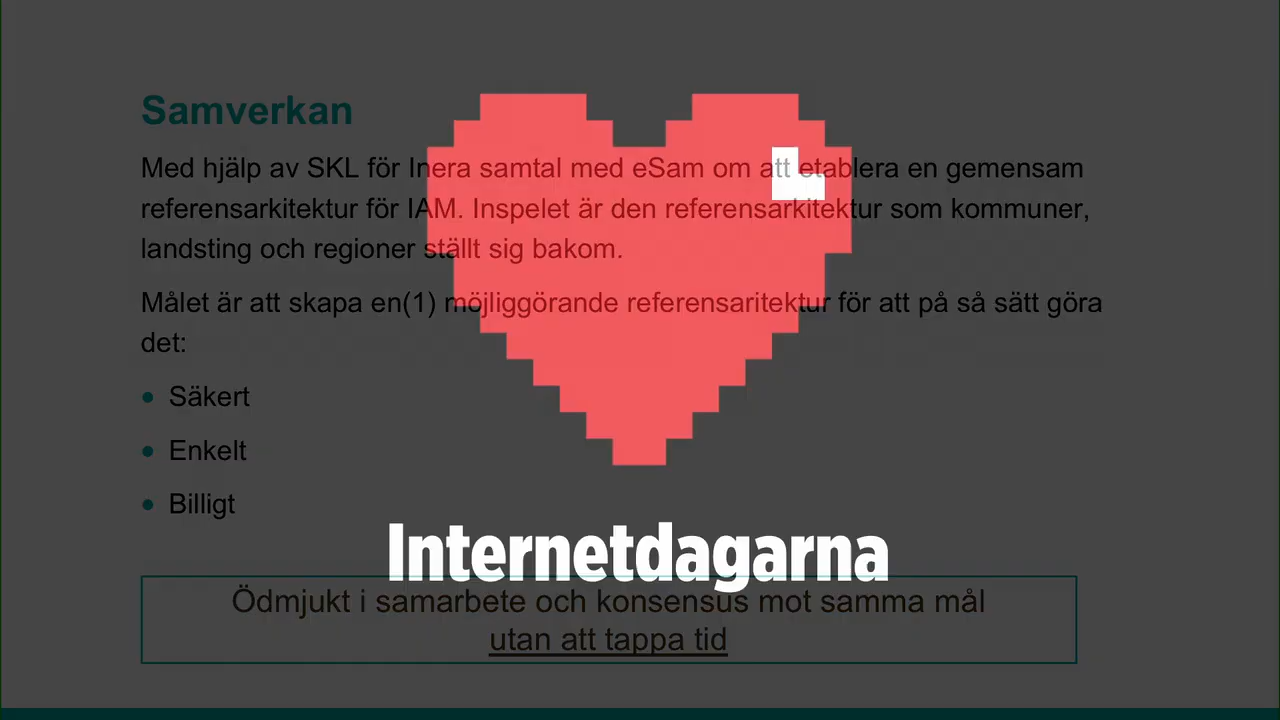 Samverkan
Med hjälp av SKL för Inera samtal med eSam om att etablera en gemensam
referensarkitektur för IAM. Inspelet är den referensarkitektur som kommuner,
landsting och regioner ställt sig bakom.
Målet är att skapa en(1) möjliggörande referensaritektur för att på så sätt göra
det:
• Säkert
• Enkelt
• Billigt
Internetdagarna
Ödmjukt i samarbete och konsensus mot samma mål
utan att tappa tid